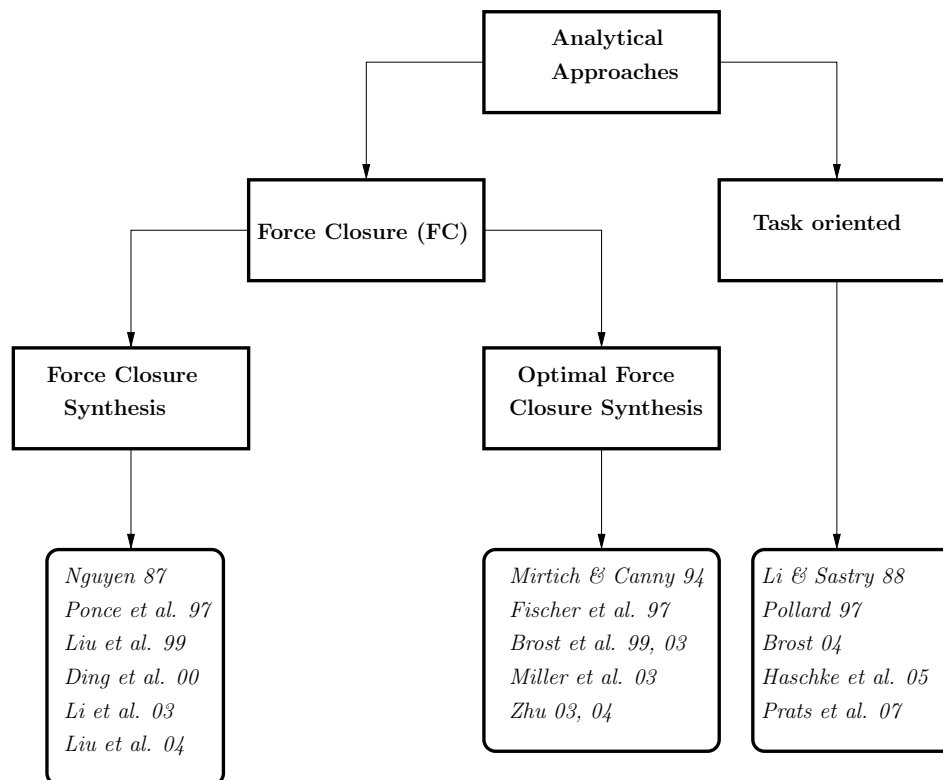 Analytical
Approaches
Force Closure (FC)
Task oriented
Force Closure
Synthesis
Optimal Force
Closure Synthesis
Nguyen 87
Ponce et al. 97
Liu et al. 99
Ding et al. 00
Li et al. 03
Liu et al. 04
Mirtich & Canny 94
Fischer et al. 97
Brost et al. 99, 03
Miller et al. 03
Zhu 03, 04
Li & Sastry 88
Pollard 97
Brost 04
Haschke et al. 05
Prats et al. 07